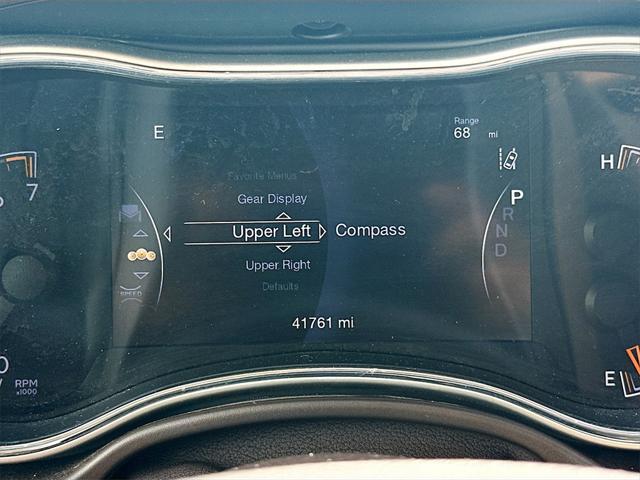 E
Range
68 mi
Favorite Menus
Gear Display
Upper Left
Compass
Upper Right
Defaults
41761 mi
P
R
N
D
7
0
RPM
x1000
SPEED
H
E